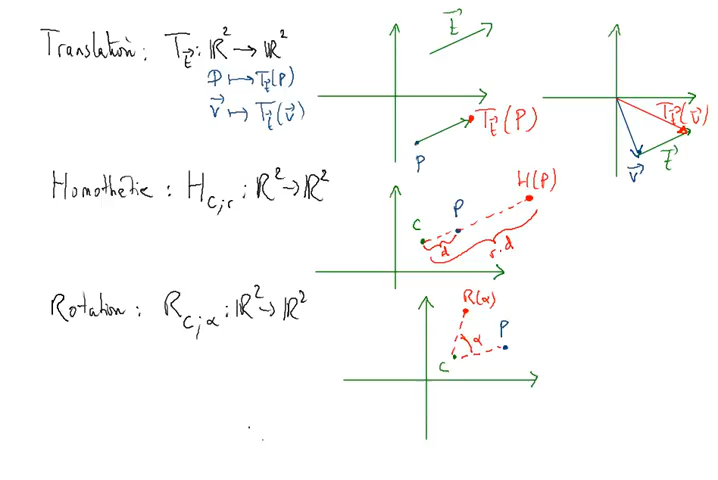 Translation: T_t⃗ : ℝ² → ℝ²
P ↦ T_t⃗(P)
v⃗ ↦ T_t⃗(v⃗)
t⃗
T_t⃗(P)
P
T_t⃗(v⃗)
v⃗
t⃗
Homothetie : H_C;r : ℝ² → ℝ²
H(P)
C
P
d
r·d
Rotation : R_C;α : ℝ² → ℝ²
R(α)
α
P
C